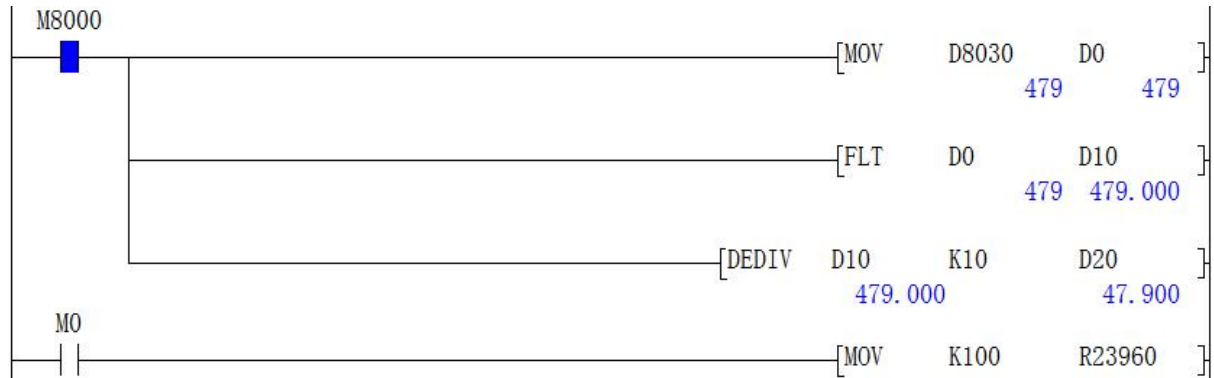 M8000
[MOV D8030 D0 ]
479 479
[FLT D0 D10 ]
479 479.000
[DEDIV D10 K10 D20 ]
479.000 47.900
M0
[MOV K100 R23960 ]